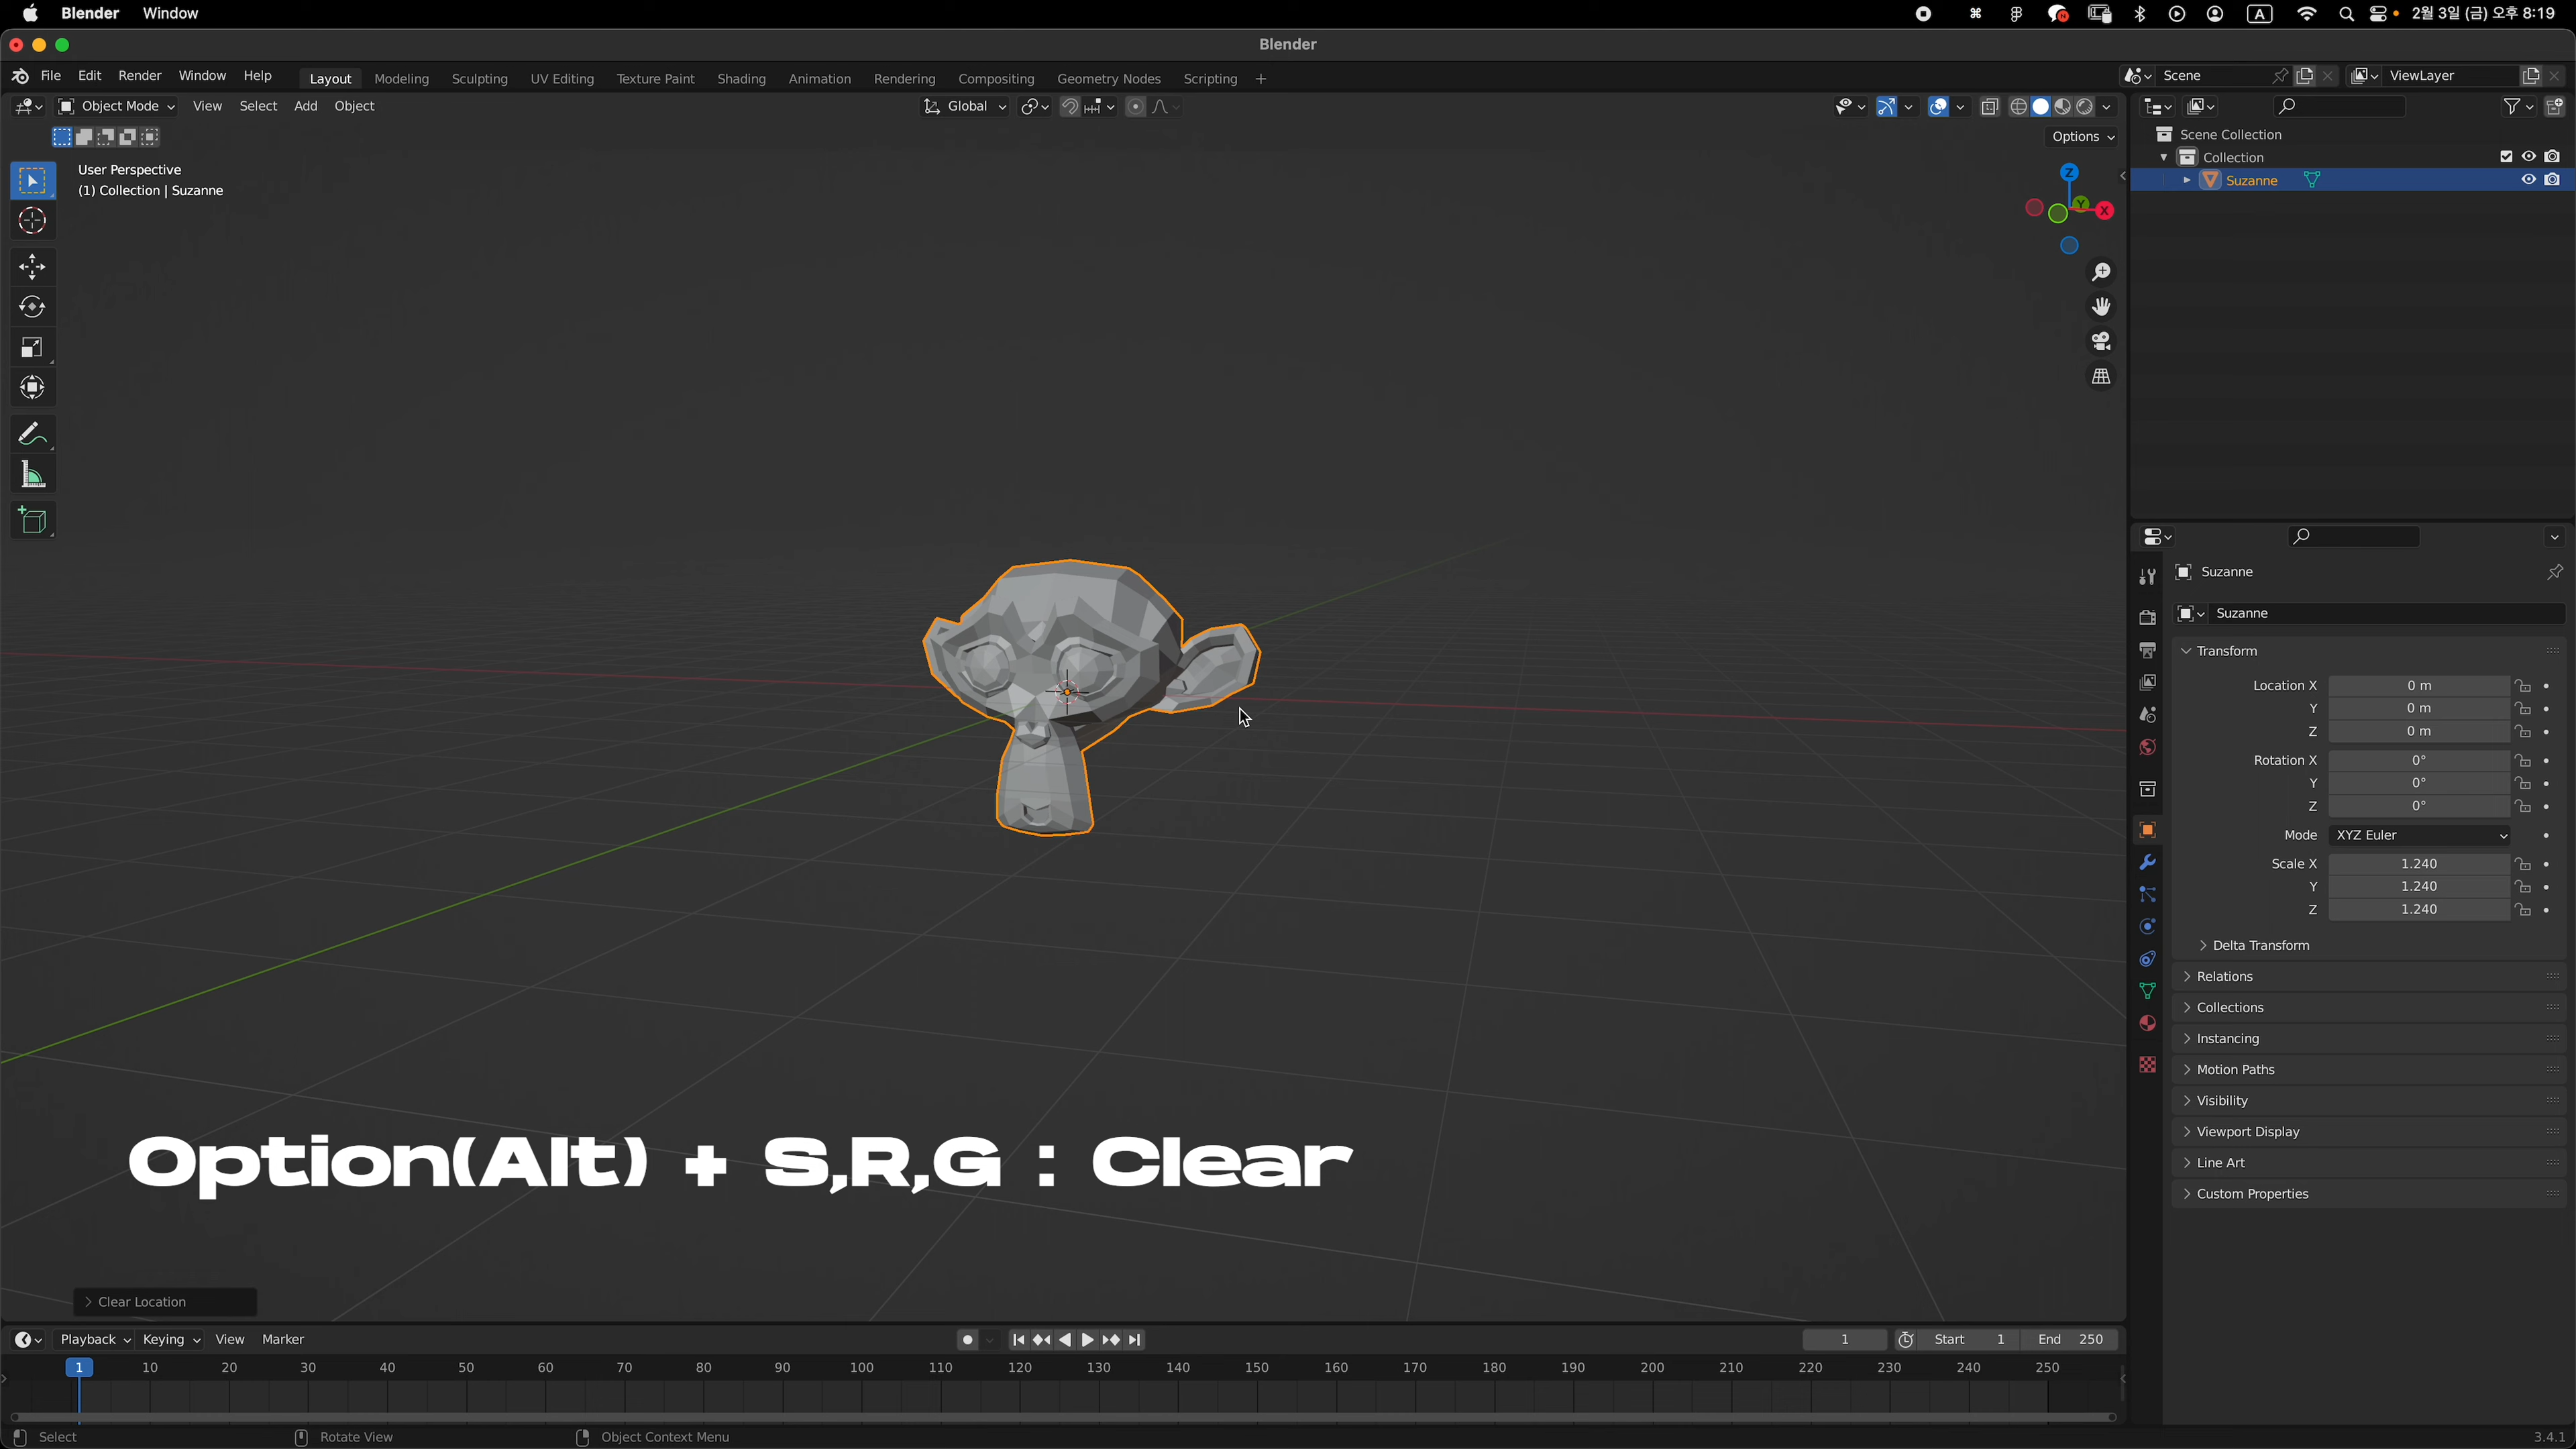 Blender Window
A 2월 3일 (금) 오후 8:19
Blender
File Edit Render Window Help Layout Modeling Sculpting UV Editing Texture Paint Shading Animation Rendering Compositing Geometry Nodes Scripting + Scene ViewLayer
Object Mode View Select Add Object Global
Options
User Perspective
(1) Collection | Suzanne
Z
Y
X
Scene Collection
Collection
Suzanne
Suzanne
Suzanne
Transform
Location X 0 m
Y 0 m
Z 0 m
Rotation X 0°
Y 0°
Z 0°
Mode XYZ Euler
Scale X 1.240
Y 1.240
Z 1.240
Delta Transform
Relations
Collections
Instancing
Motion Paths
Visibility
Viewport Display
Line Art
Custom Properties
Option(Alt) + S,R,G : Clear
Clear Location
Playback Keying View Marker 1 Start 1 End 250
1 10 20 30 40 50 60 70 80 90 100 110 120 130 140 150 160 170 180 190 200 210 220 230 240 250
Select Rotate View Object Context Menu 3.4.1